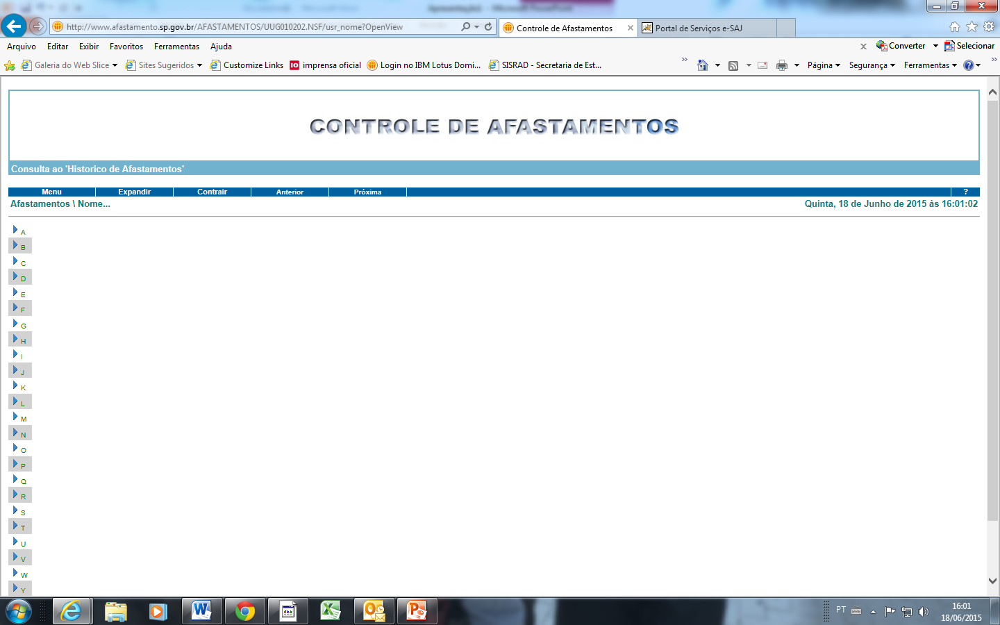 Apresentação1 - Microsoft PowerPoint
http://www.afastamento.sp.gov.br/AFASTAMENTOS/UUG010202.NSF/usr_nome?OpenView
Controle de Afastamentos
Portal de Serviços e-SAJ
Arquivo Editar Exibir Favoritos Ferramentas Ajuda
x Converter Selecionar
Galeria do Web Slice Sites Sugeridos Customize Links IO imprensa oficial Login no IBM Lotus Domi... SISRAD - Secretaria de Est... » Página Segurança Ferramentas »
CONTROLE DE AFASTAMENTOS
Consulta ao 'Historico de Afastamentos'
Menu Expandir Contrair Anterior Próxima ?
Afastamentos \ Nome... Quinta, 18 de Junho de 2015 às 16:01:02
A
B
C
D
E
F
G
H
I
J
K
L
M
N
O
P
Q
R
S
T
U
V
W
Y
PT 16:01
18/06/2015